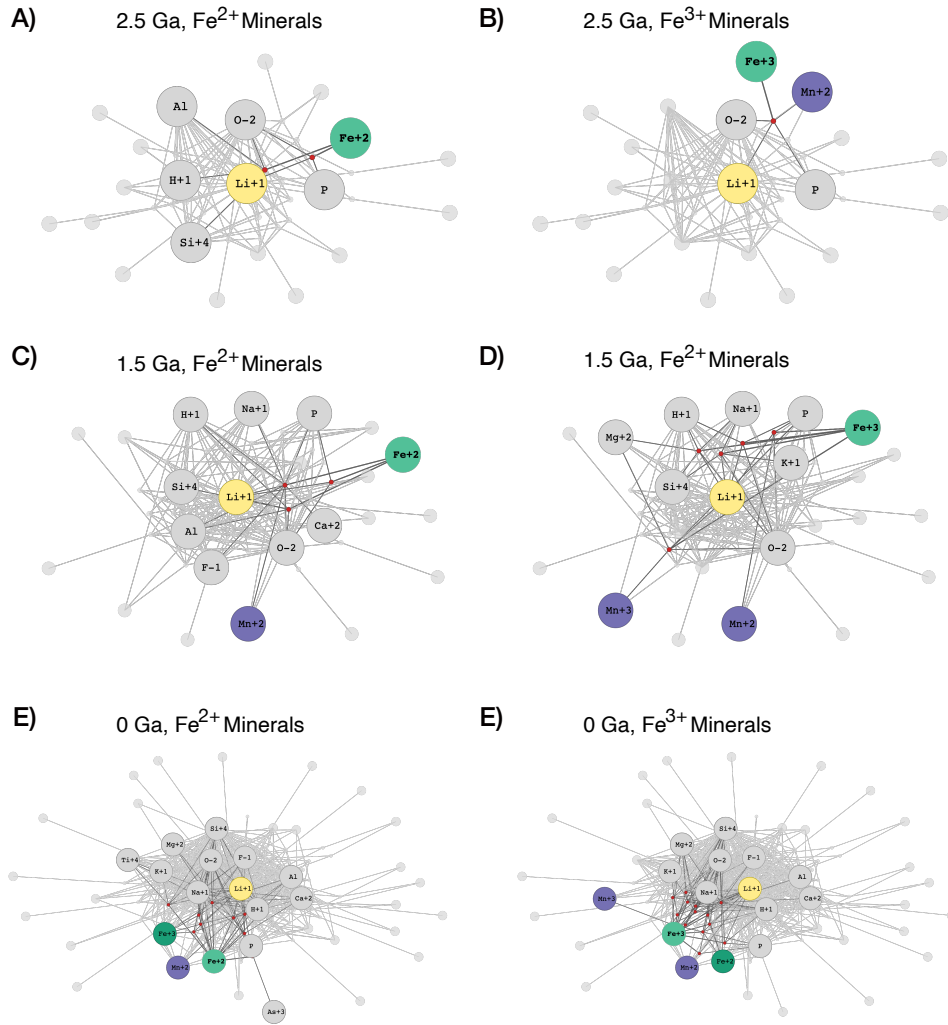 A)
2.5 Ga, Fe2+ Minerals
Al
O-2
Fe+2
H+1
Li+1
P
Si+4
B)
2.5 Ga, Fe3+ Minerals
Fe+3
Mn+2
O-2
Li+1
P
C)
1.5 Ga, Fe2+ Minerals
H+1
Na+1
P
Fe+2
Si+4
Li+1
Al
Ca+2
O-2
F-1
Mn+2
D)
1.5 Ga, Fe2+ Minerals
H+1
Na+1
P
Fe+3
Mg+2
K+1
Si+4
Li+1
O-2
Mn+3
Mn+2
E)
0 Ga, Fe2+ Minerals
Si+4
Mg+2
Ti+4
O-2
F-1
K+1
Al
Na+1
Li+1
Ca+2
H+1
Fe+3
P
Mn+2
Fe+2
As+3
E)
0 Ga, Fe3+ Minerals
Si+4
Mg+2
O-2
F-1
K+1
Al
Na+1
Li+1
Mn+3
Ca+2
H+1
Fe+3
P
Mn+2
Fe+2